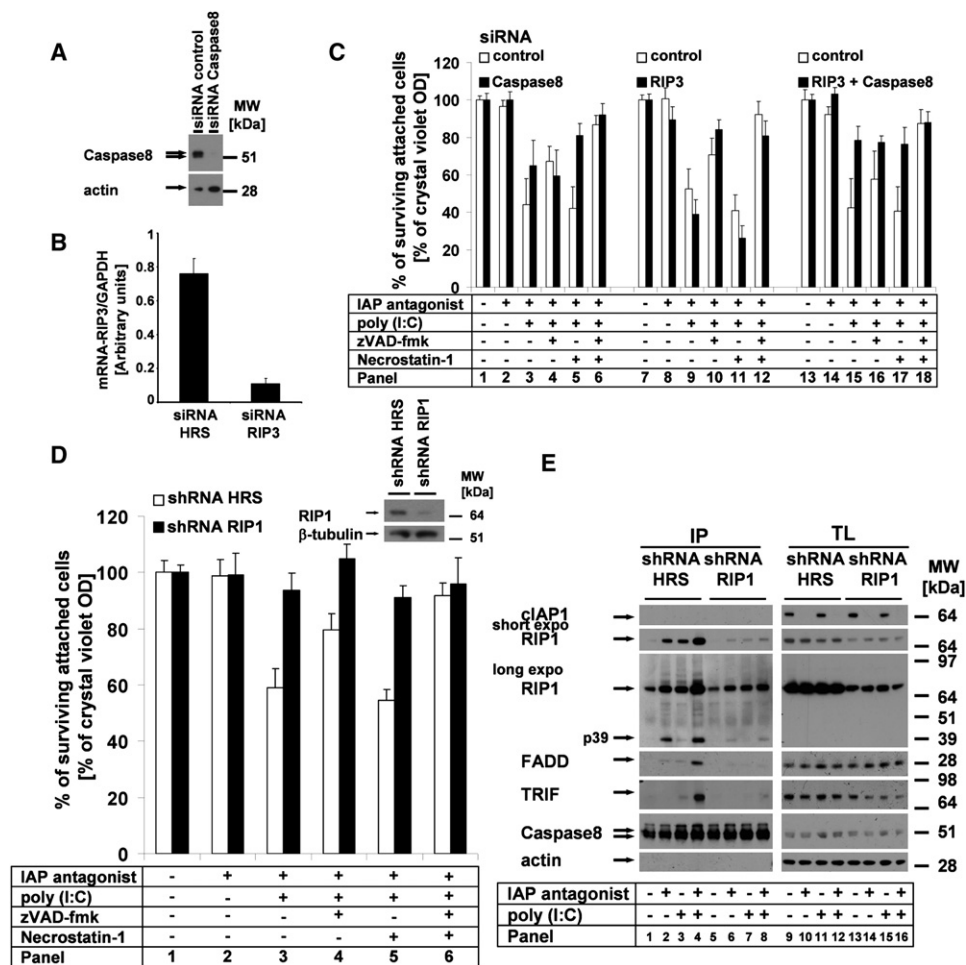 A
siRNA control
siRNA Caspase8
MW
[kDa]
Caspase8
51
actin
28
B
mRNA-RIP3/GAPDH
[Arbitrary units]
0.8
0.6
0.4
0.2
0
siRNA HRS
siRNA RIP3
C
siRNA
control
Caspase8
control
RIP3
control
RIP3 + Caspase8
% of surviving attached cells
[% of crystal violet OD]
120
100
80
60
40
20
0
IAP antagonist - + + + + + - + + + + + - + + + + +
poly (I:C) - - + + + + - - + + + + - - + + + +
zVAD-fmk - - - + - + - - - + - + - - - + - +
Necrostatin-1 - - - - + + - - - - + + - - - - + +
Panel 1 2 3 4 5 6 7 8 9 10 11 12 13 14 15 16 17 18
D
shRNA HRS
shRNA RIP1
shRNA HRS
shRNA RIP1
MW
[kDa]
RIP1
64
β-tubulin
51
% of surviving attached cells
[% of crystal violet OD]
120
100
80
60
40
20
0
IAP antagonist - + + + + +
poly (I:C) - - + + + +
zVAD-fmk - - - + - +
Necrostatin-1 - - - - + +
Panel 1 2 3 4 5 6
E
IP
TL
shRNA HRS
shRNA RIP1
shRNA HRS
shRNA RIP1
MW
[kDa]
cIAP1
64
short expo
RIP1
64
97
long expo
RIP1
64
51
p39
39
FADD
28
98
TRIF
64
Caspase8
51
actin
28
IAP antagonist - + - + - + - + - + - + - + - +
poly (I:C) - - + + - - + + - - + + - - + +
Panel 1 2 3 4 5 6 7 8 9 10 11 12 13 14 15 16